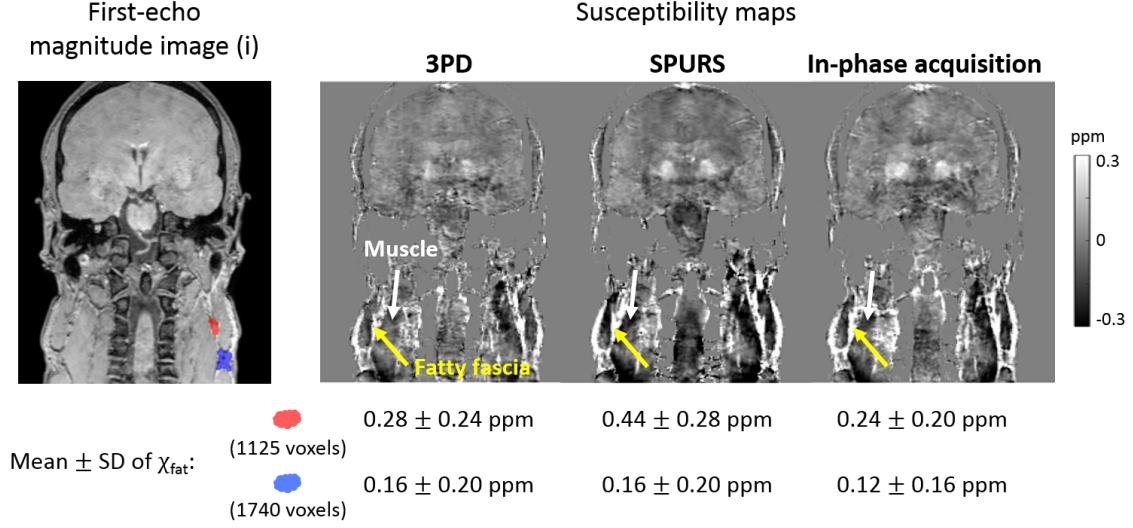 First-echo
magnitude image (i)
Susceptibility maps
3PD
SPURS
In-phase acquisition
Muscle
Fatty fascia
ppm
0.3
0
-0.3
Mean ± SD of χfat:
(1125 voxels)
0.28 ± 0.24 ppm
0.44 ± 0.28 ppm
0.24 ± 0.20 ppm
(1740 voxels)
0.16 ± 0.20 ppm
0.16 ± 0.20 ppm
0.12 ± 0.16 ppm